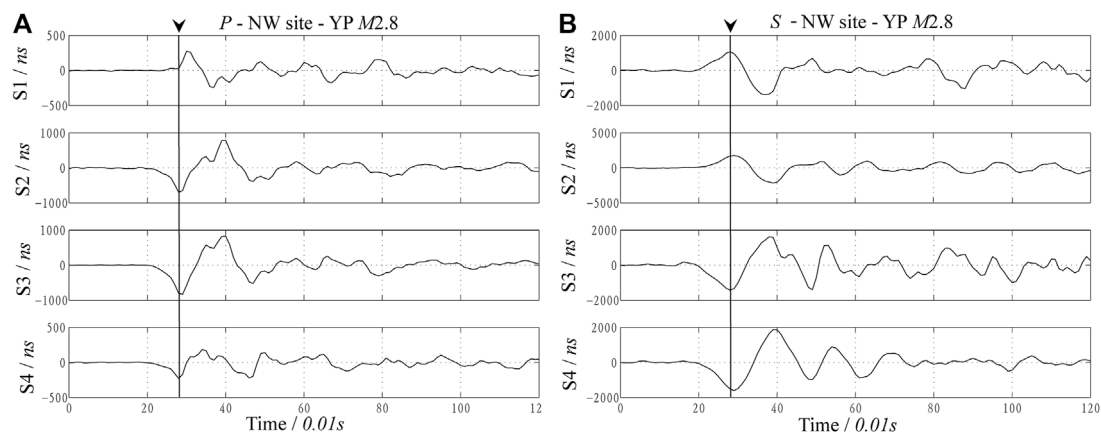 A P - NW site - YP M2.8
500
0
−500
S1 / ns
1000
0
−1000
S2 / ns
1000
0
−1000
S3 / ns
500
0
−500
S4 / ns
0 20 40 60 80 100 120
Time / 0.01s
B S - NW site - YP M2.8
2000
0
−2000
S1 / ns
5000
0
−5000
S2 / ns
2000
0
−2000
S3 / ns
2000
0
−2000
S4 / ns
0 20 40 60 80 100 120
Time / 0.01s